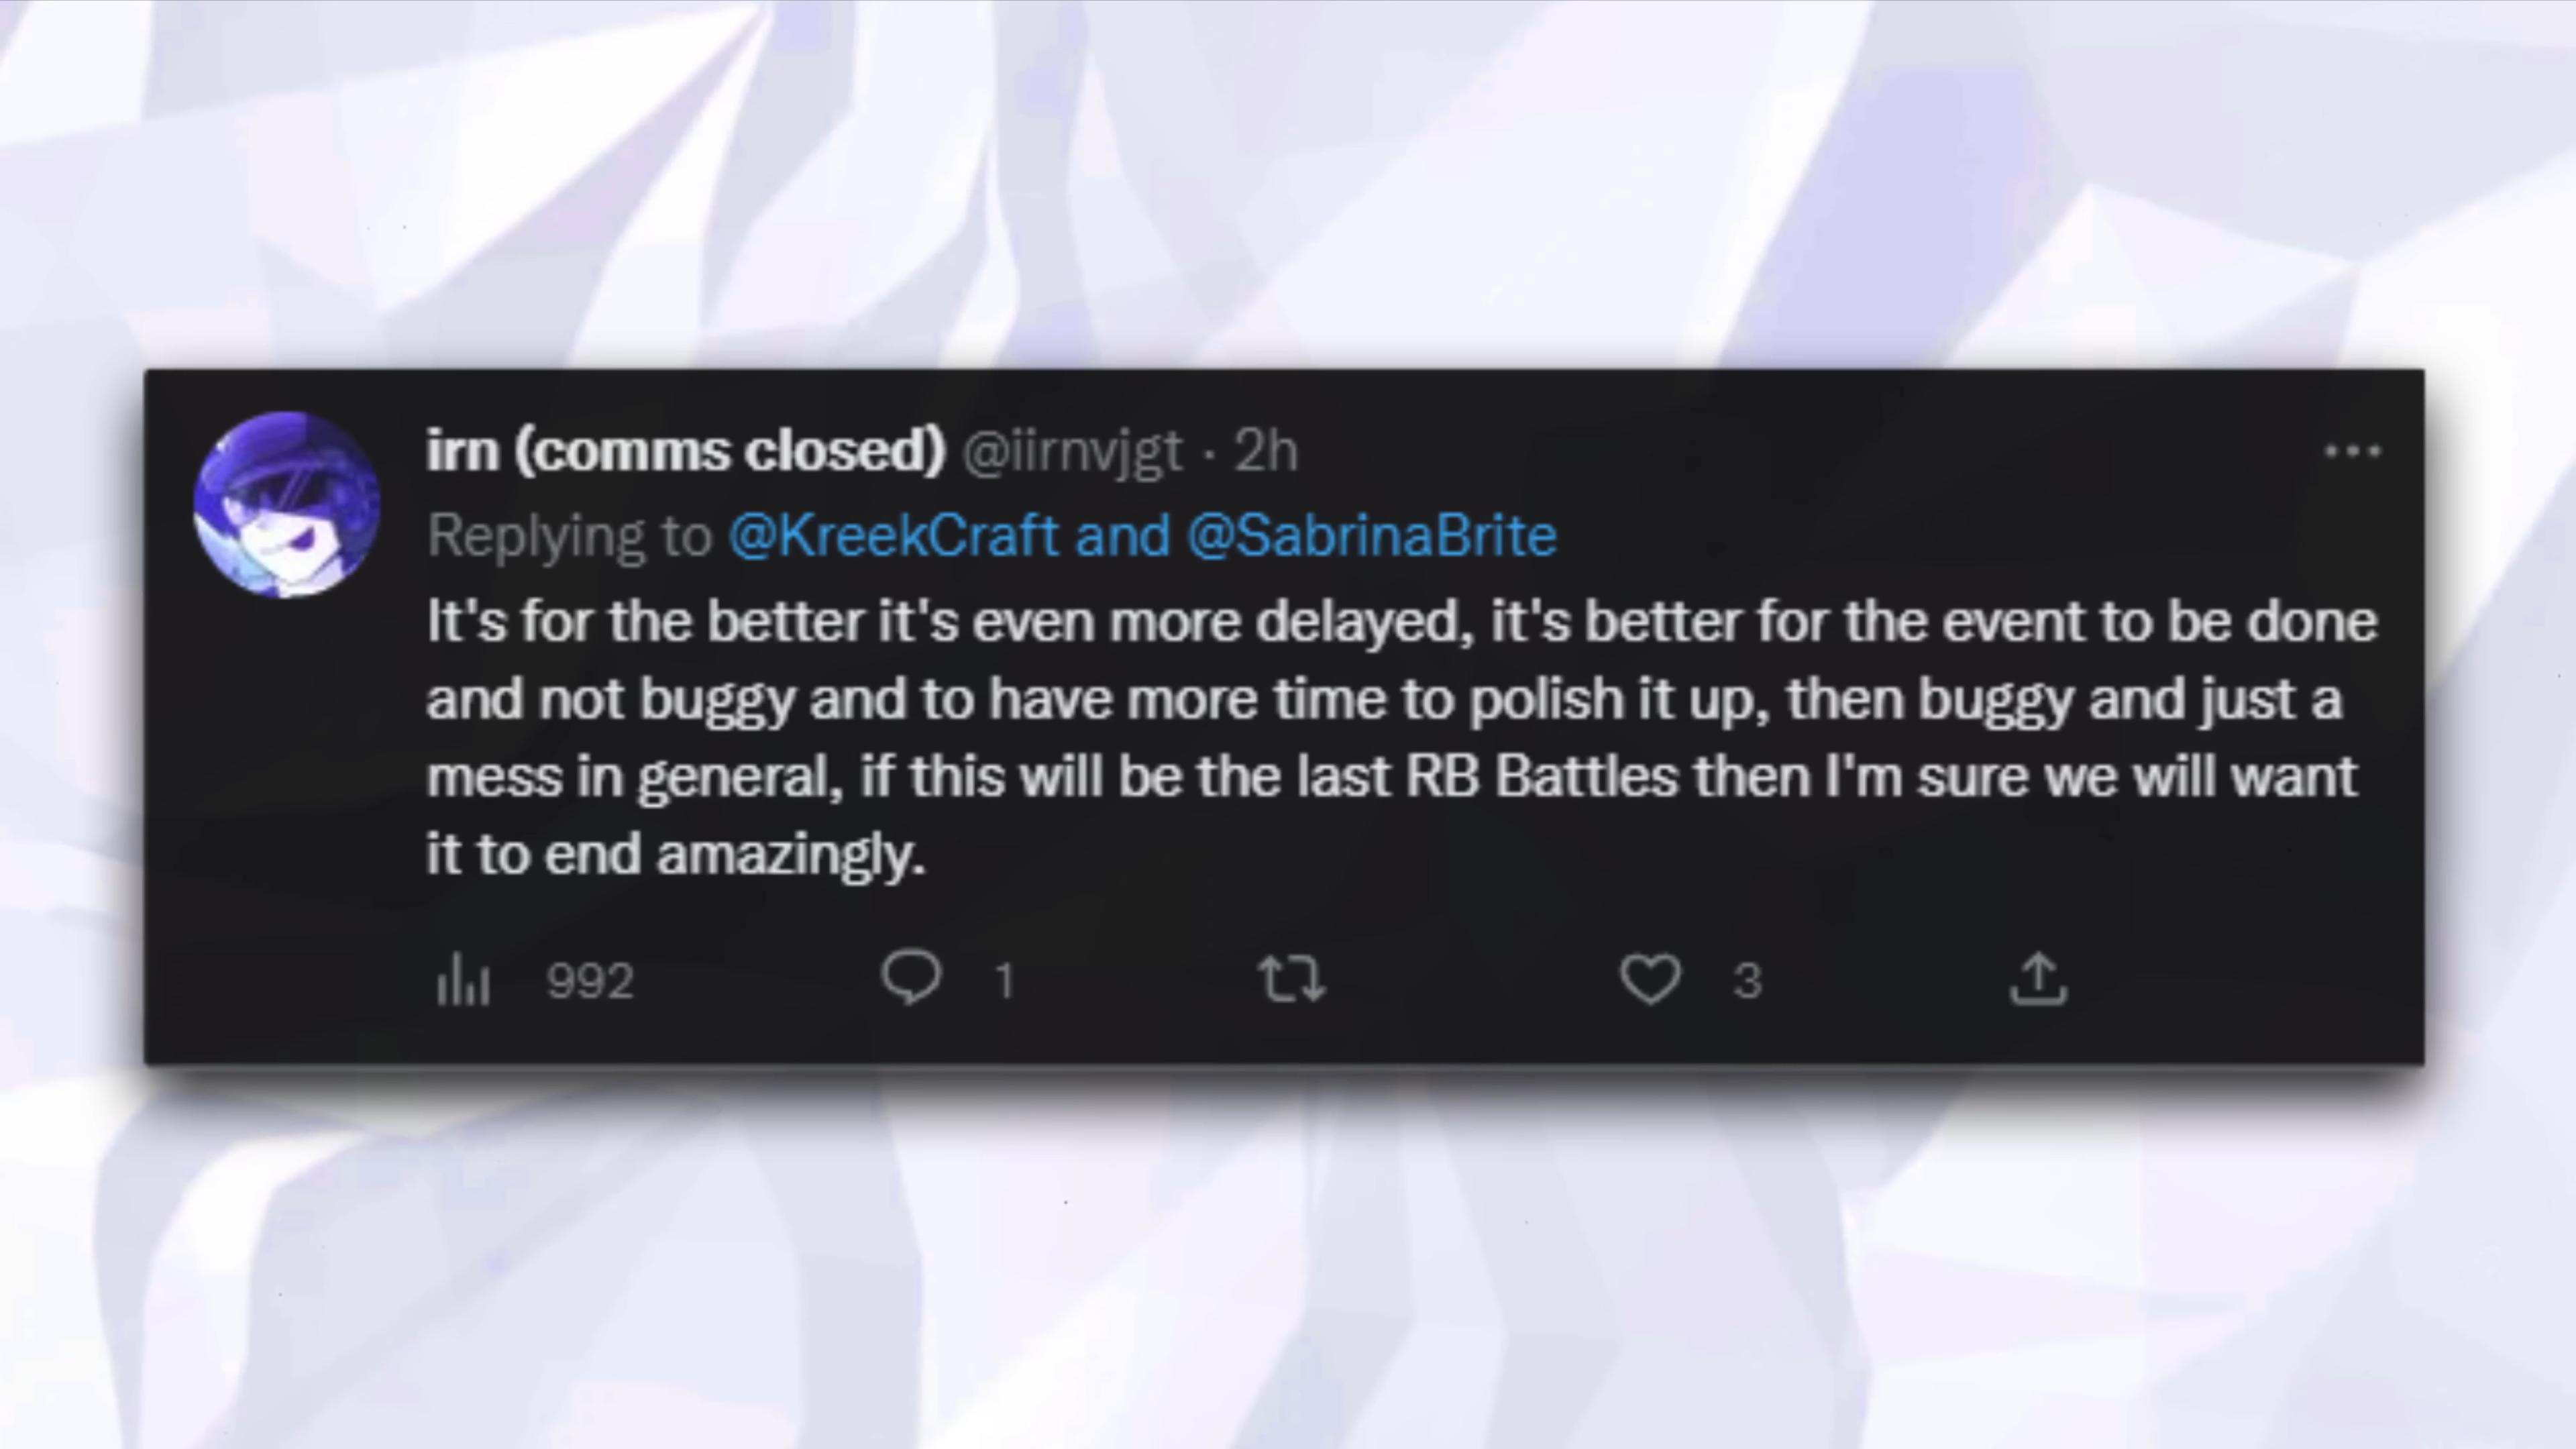 irn (comms closed) @iirnvjgt · 2h
Replying to @KreekCraft and @SabrinaBrite
It's for the better it's even more delayed, it's better for the event to be done
and not buggy and to have more time to polish it up, then buggy and just a
mess in general, if this will be the last RB Battles then I'm sure we will want
it to end amazingly.
992 1 3